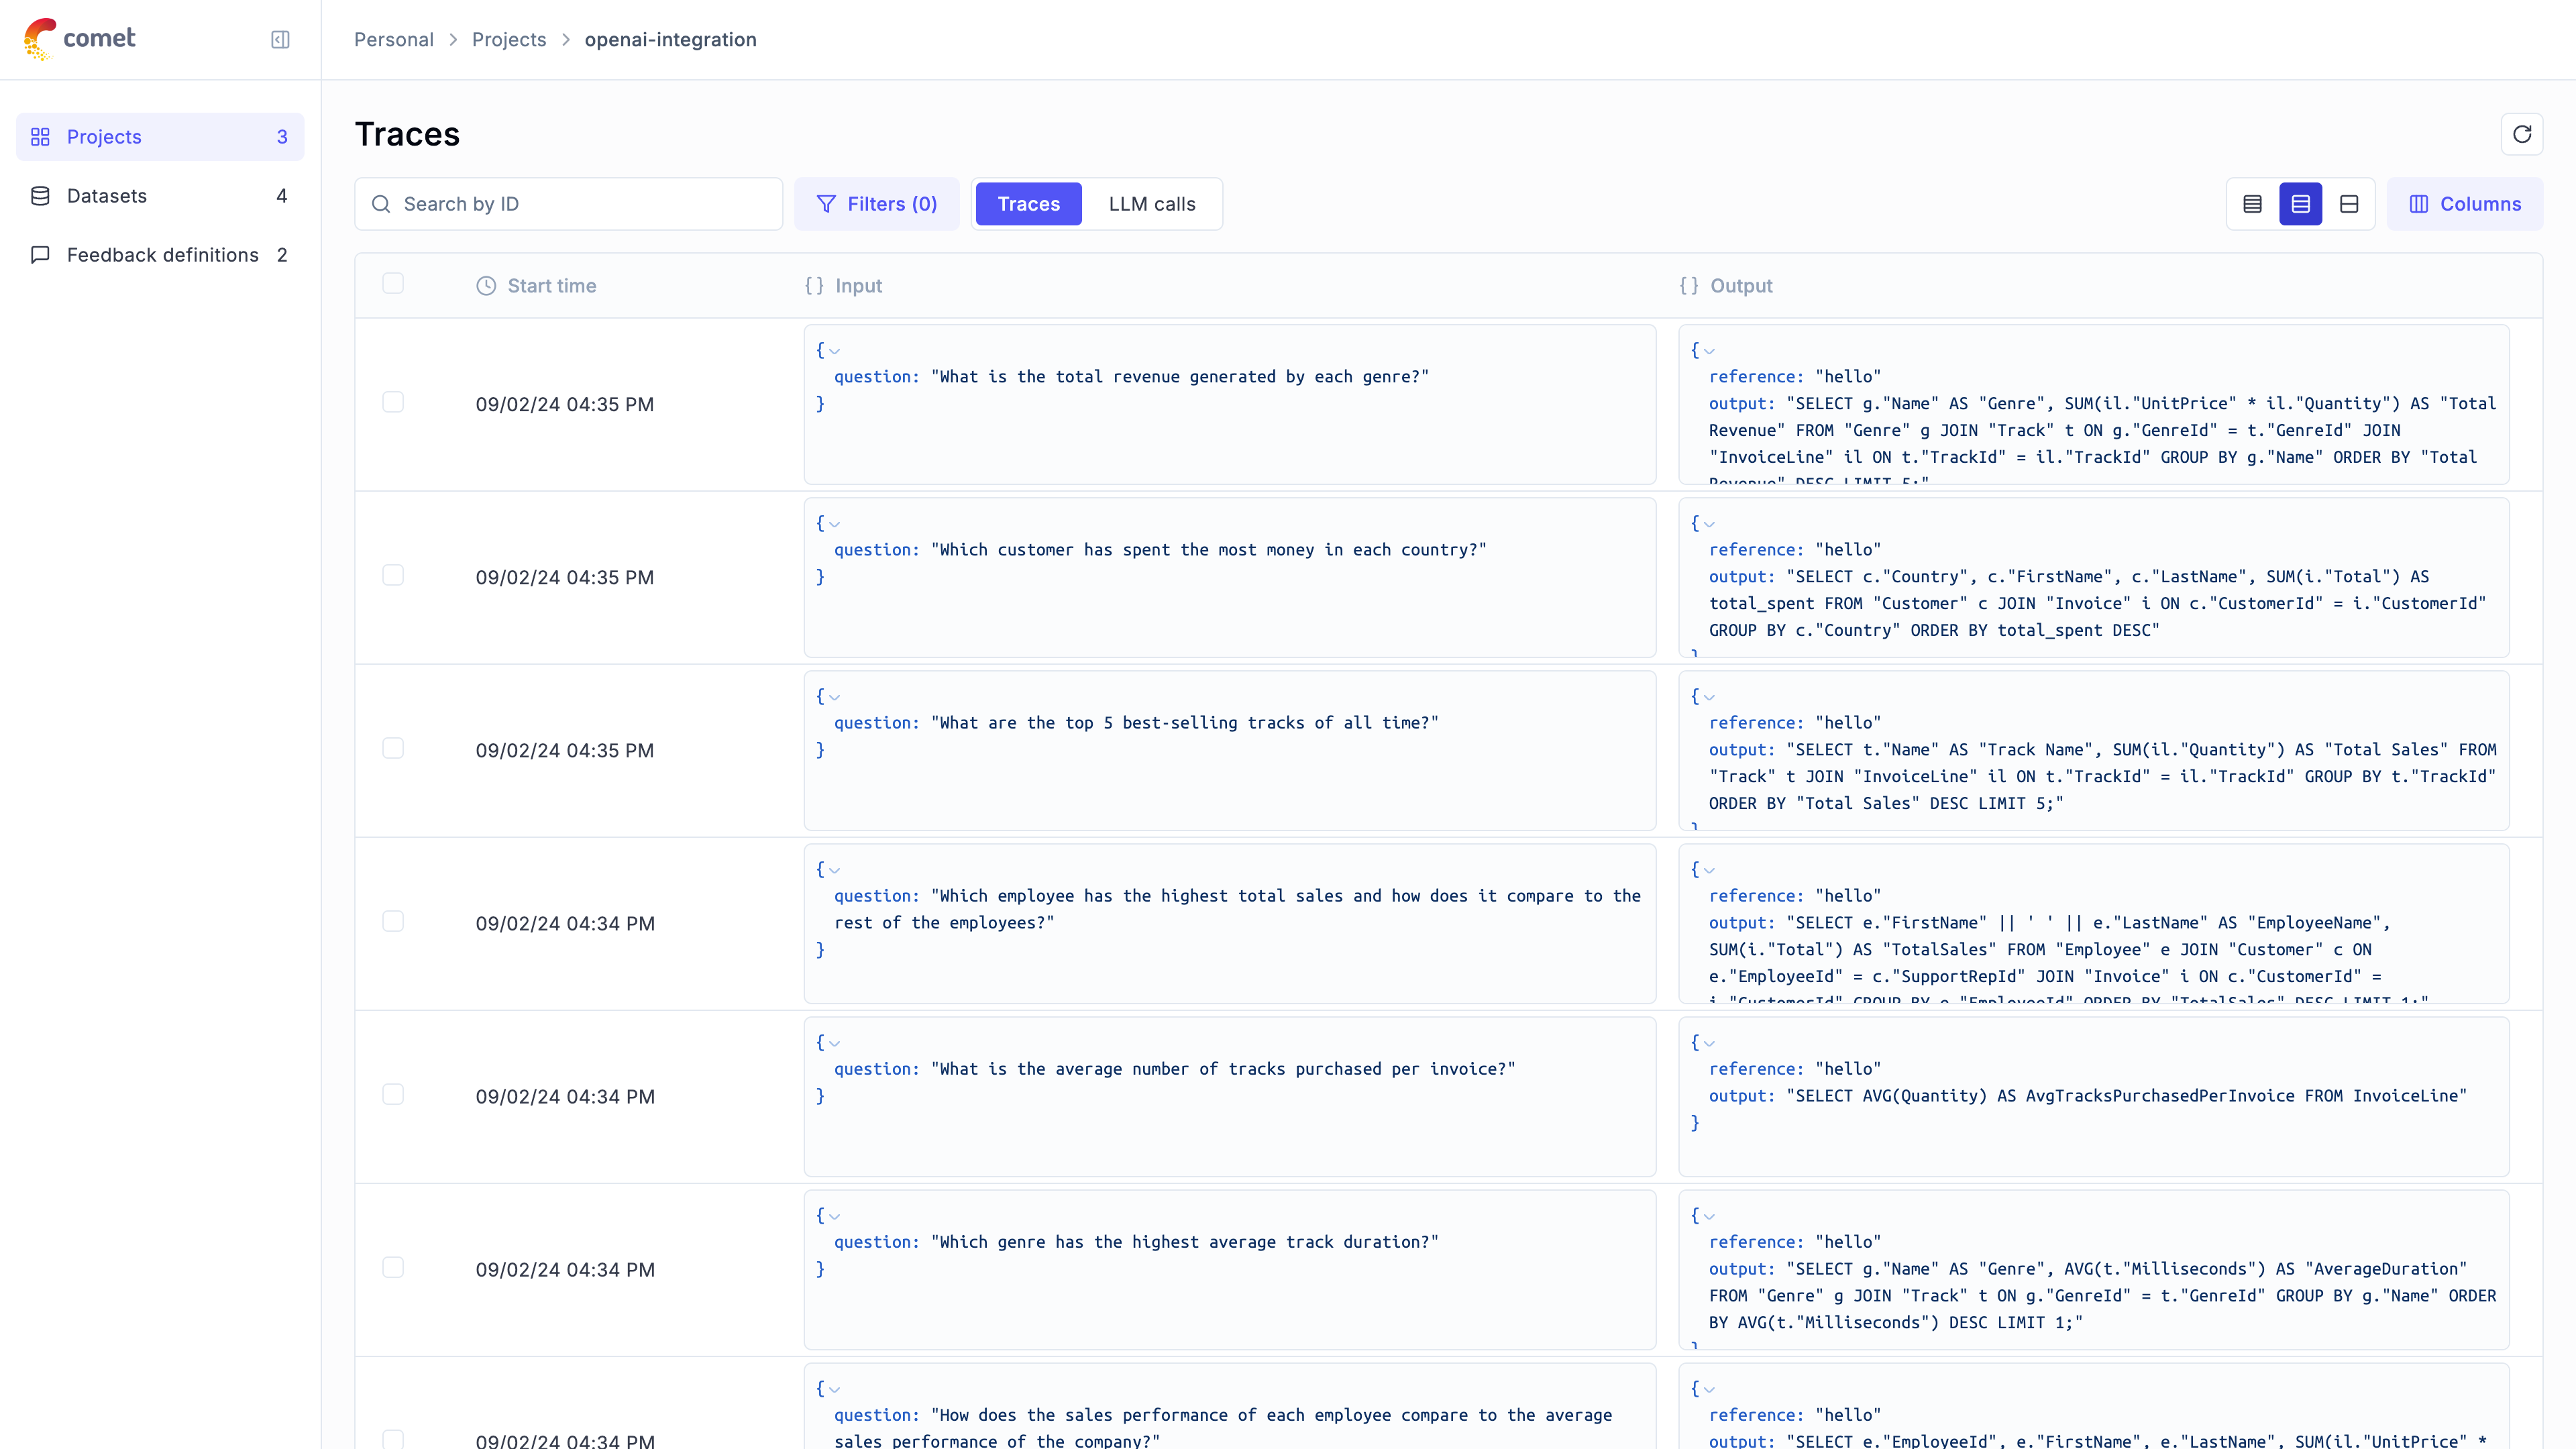 comet
Personal > Projects > openai-integration
Projects 3
Datasets 4
Feedback definitions 2
Traces
Search by ID
Filters (0)
Traces
LLM calls
Columns
Start time
{} Input
{} Output
09/02/24 04:35 PM
{
question: "What is the total revenue generated by each genre?"
}
{
reference: "hello"
output: "SELECT g."Name" AS "Genre", SUM(il."UnitPrice" * il."Quantity") AS "Total
Revenue" FROM "Genre" g JOIN "Track" t ON g."GenreId" = t."GenreId" JOIN
"InvoiceLine" il ON t."TrackId" = il."TrackId" GROUP BY g."Name" ORDER BY "Total
Revenue" DESC LIMIT 5;"
09/02/24 04:35 PM
{
question: "Which customer has spent the most money in each country?"
}
{
reference: "hello"
output: "SELECT c."Country", c."FirstName", c."LastName", SUM(i."Total") AS
total_spent FROM "Customer" c JOIN "Invoice" i ON c."CustomerId" = i."CustomerId"
GROUP BY c."Country" ORDER BY total_spent DESC"
}
09/02/24 04:35 PM
{
question: "What are the top 5 best-selling tracks of all time?"
}
{
reference: "hello"
output: "SELECT t."Name" AS "Track Name", SUM(il."Quantity") AS "Total Sales" FROM
"Track" t JOIN "InvoiceLine" il ON t."TrackId" = il."TrackId" GROUP BY t."TrackId"
ORDER BY "Total Sales" DESC LIMIT 5;"
}
09/02/24 04:34 PM
{
question: "Which employee has the highest total sales and how does it compare to the
rest of the employees?"
}
{
reference: "hello"
output: "SELECT e."FirstName" || ' ' || e."LastName" AS "EmployeeName",
SUM(i."Total") AS "TotalSales" FROM "Employee" e JOIN "Customer" c ON
e."EmployeeId" = c."SupportRepId" JOIN "Invoice" i ON c."CustomerId" =
i."CustomerId" GROUP BY e."EmployeeId" ORDER BY "TotalSales" DESC LIMIT 1;"
09/02/24 04:34 PM
{
question: "What is the average number of tracks purchased per invoice?"
}
{
reference: "hello"
output: "SELECT AVG(Quantity) AS AvgTracksPurchasedPerInvoice FROM InvoiceLine"
}
09/02/24 04:34 PM
{
question: "Which genre has the highest average track duration?"
}
{
reference: "hello"
output: "SELECT g."Name" AS "Genre", AVG(t."Milliseconds") AS "AverageDuration"
FROM "Genre" g JOIN "Track" t ON g."GenreId" = t."GenreId" GROUP BY g."Name" ORDER
BY AVG(t."Milliseconds") DESC LIMIT 1;"
}
09/02/24 04:34 PM
{
question: "How does the sales performance of each employee compare to the average
sales performance of the company?"
{
reference: "hello"
output: "SELECT e."EmployeeId", e."FirstName", e."LastName", SUM(il."UnitPrice" *